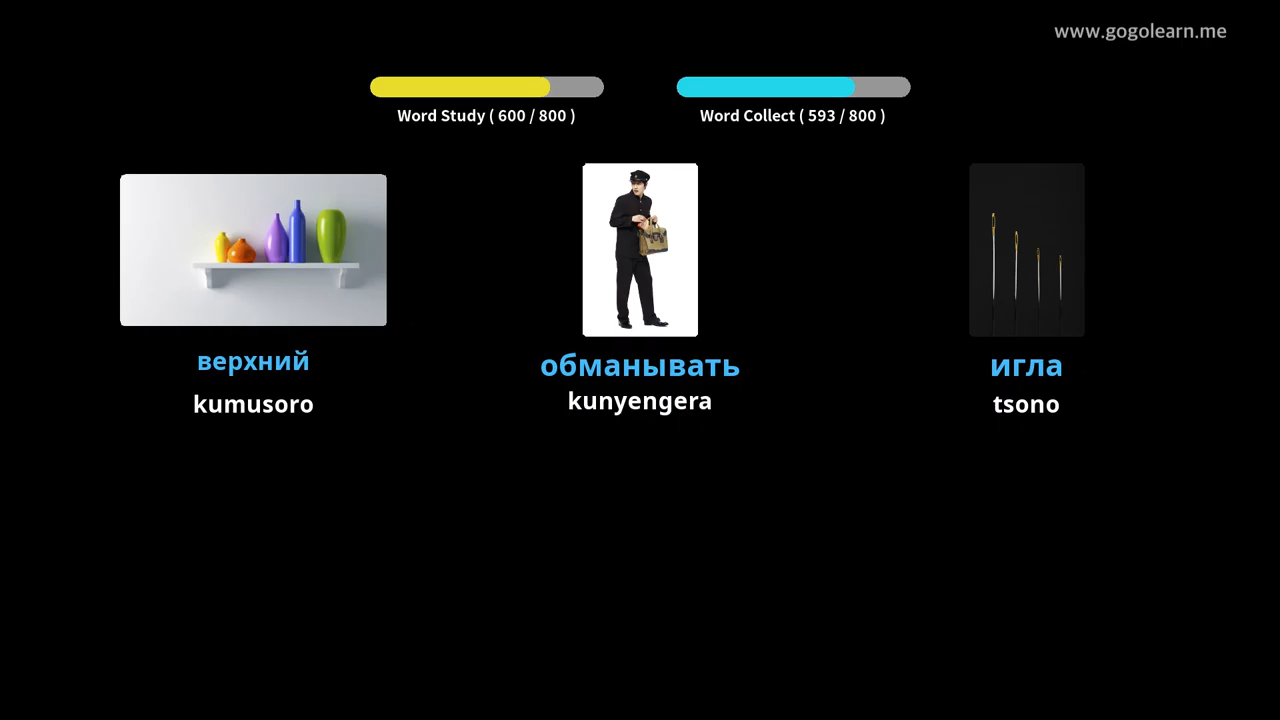 www.gogolearn.me
Word Study ( 600 / 800 )
Word Collect ( 593 / 800 )
верхний
kumusoro
обманывать
kunyengera
игла
tsono